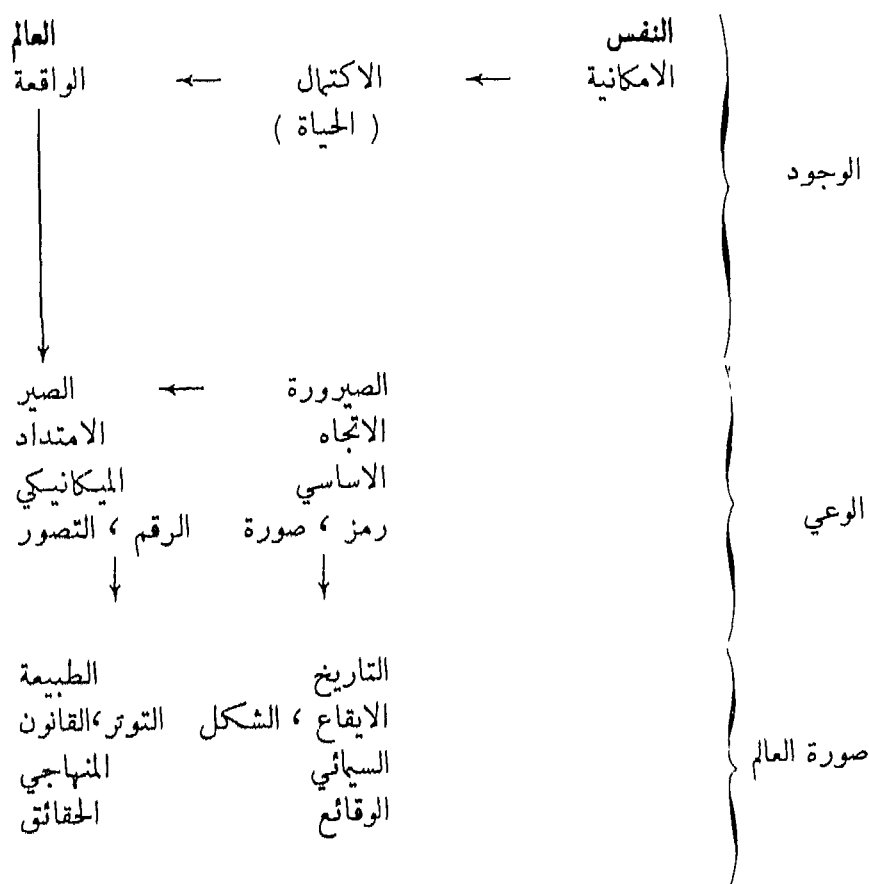 النفس العالم
الامكانية ← الاكتمال ← الواقعة
( الحياة )
الوجود
الصيرورة ← الصير
الاتجاه الامتداد
الاساسي الميكانيكي
رمز ، صورة الرقم ، التصور
الوعي
التاريخ الطبيعة
الايقاع ، الشكل التوتر،القانون
صورة العالم
السيمائي المنهاجي
الوقائع الحقائق